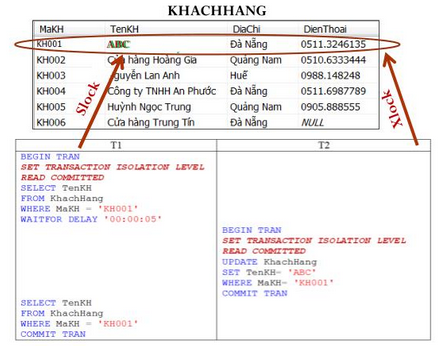 KHACHHANG
MaKH TenKH DiaChi DienThoai
KH001 ABC Đà Nẵng 0511.3246135
KH002 Cửa hàng Hoàng Gia Quảng Nam 0510.6333444
KH003 Nguyễn Lan Anh Huế 0988.148248
KH004 Công ty TNHH An Phước Đà Nẵng 0511.6987789
KH005 Huỳnh Ngọc Trung Quảng Nam 0905.888555
KH006 Cửa hàng Trung Tín Đà Nẵng NULL
Slock
Xlock
T1
BEGIN TRAN
SET TRANSACTION ISOLATION LEVEL
READ COMMITTED
SELECT TenKH
FROM KhachHang
WHERE MaKH = 'KH001'
WAITFOR DELAY '00:00:05'
SELECT TenKH
FROM KhachHang
WHERE MaKH = 'KH001'
COMMIT TRAN
T2
BEGIN TRAN
SET TRANSACTION ISOLATION LEVEL
READ COMMITTED
UPDATE KhachHang
SET TenKH= 'ABC'
WHERE MaKH= 'KH001'
COMMIT TRAN